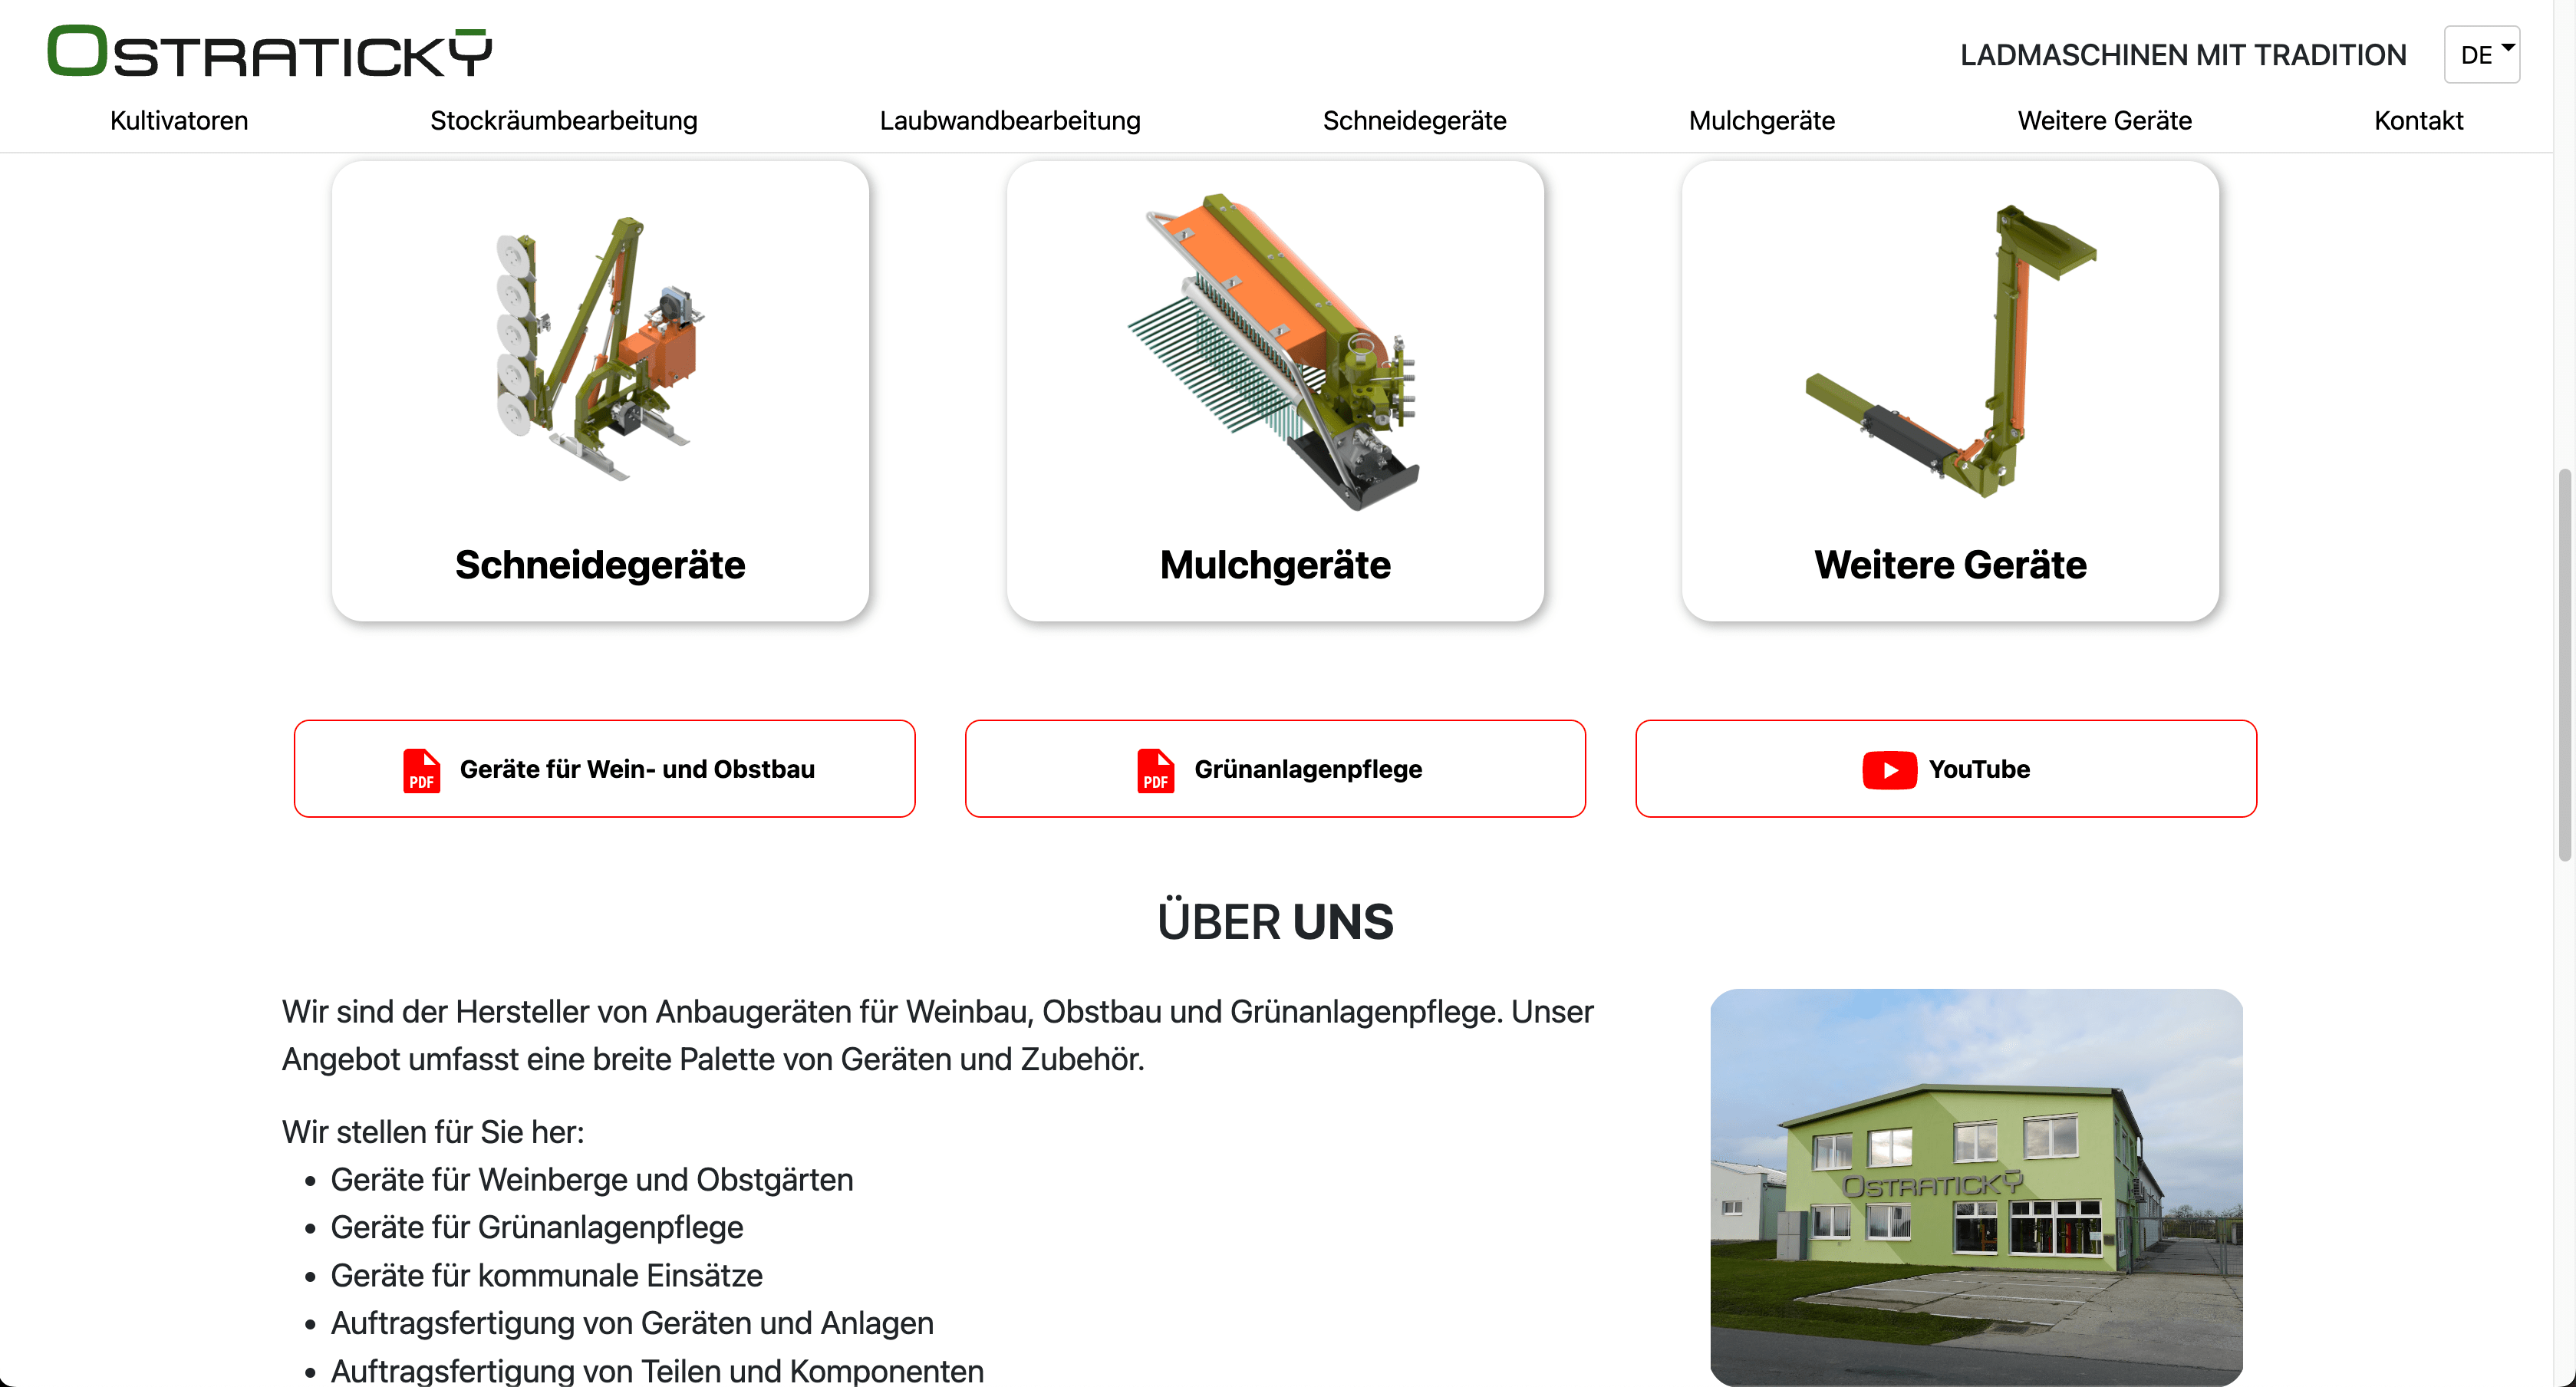 OSTRATICKÝ
LADMASCHINEN MIT TRADITION
DE
Kultivatoren
Stockräumbearbeitung
Laubwandbearbeitung
Schneidegeräte
Mulchgeräte
Weitere Geräte
Kontakt
Schneidegeräte
Mulchgeräte
Weitere Geräte
PDF Geräte für Wein- und Obstbau
PDF Grünanlagenpflege
YouTube
ÜBER UNS
Wir sind der Hersteller von Anbaugeräten für Weinbau, Obstbau und Grünanlagenpflege. Unser
Angebot umfasst eine breite Palette von Geräten und Zubehör.
Wir stellen für Sie her:
• Geräte für Weinberge und Obstgärten
• Geräte für Grünanlagenpflege
• Geräte für kommunale Einsätze
• Auftragsfertigung von Geräten und Anlagen
• Auftragsfertigung von Teilen und Komponenten
OSTRATICKÝ